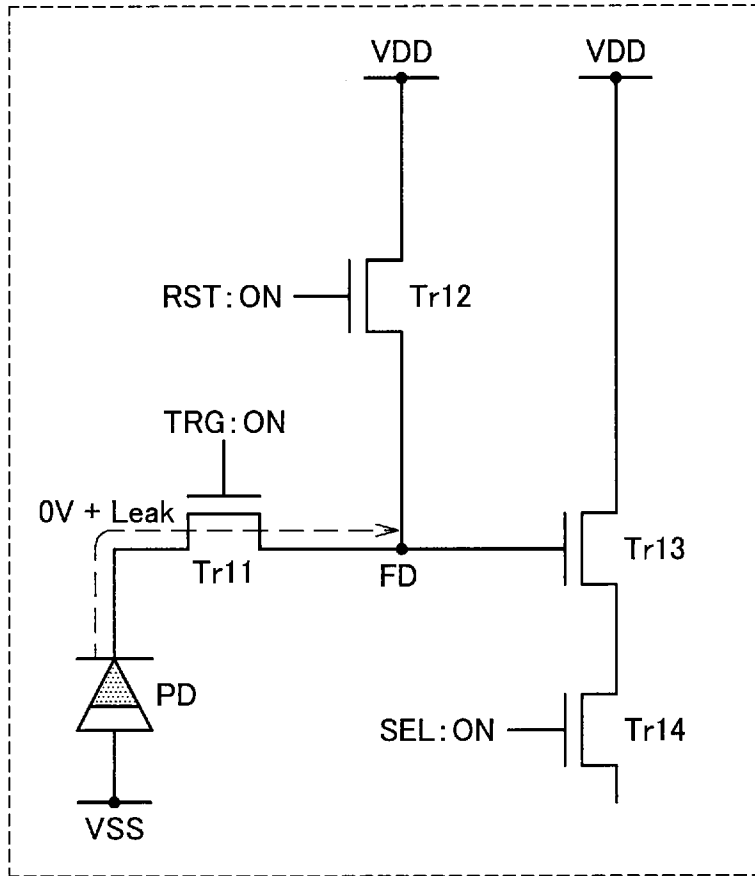 VDD
VDD
RST:ON
Tr12
TRG:ON
0V + Leak
Tr11
FD
Tr13
PD
SEL:ON
Tr14
VSS